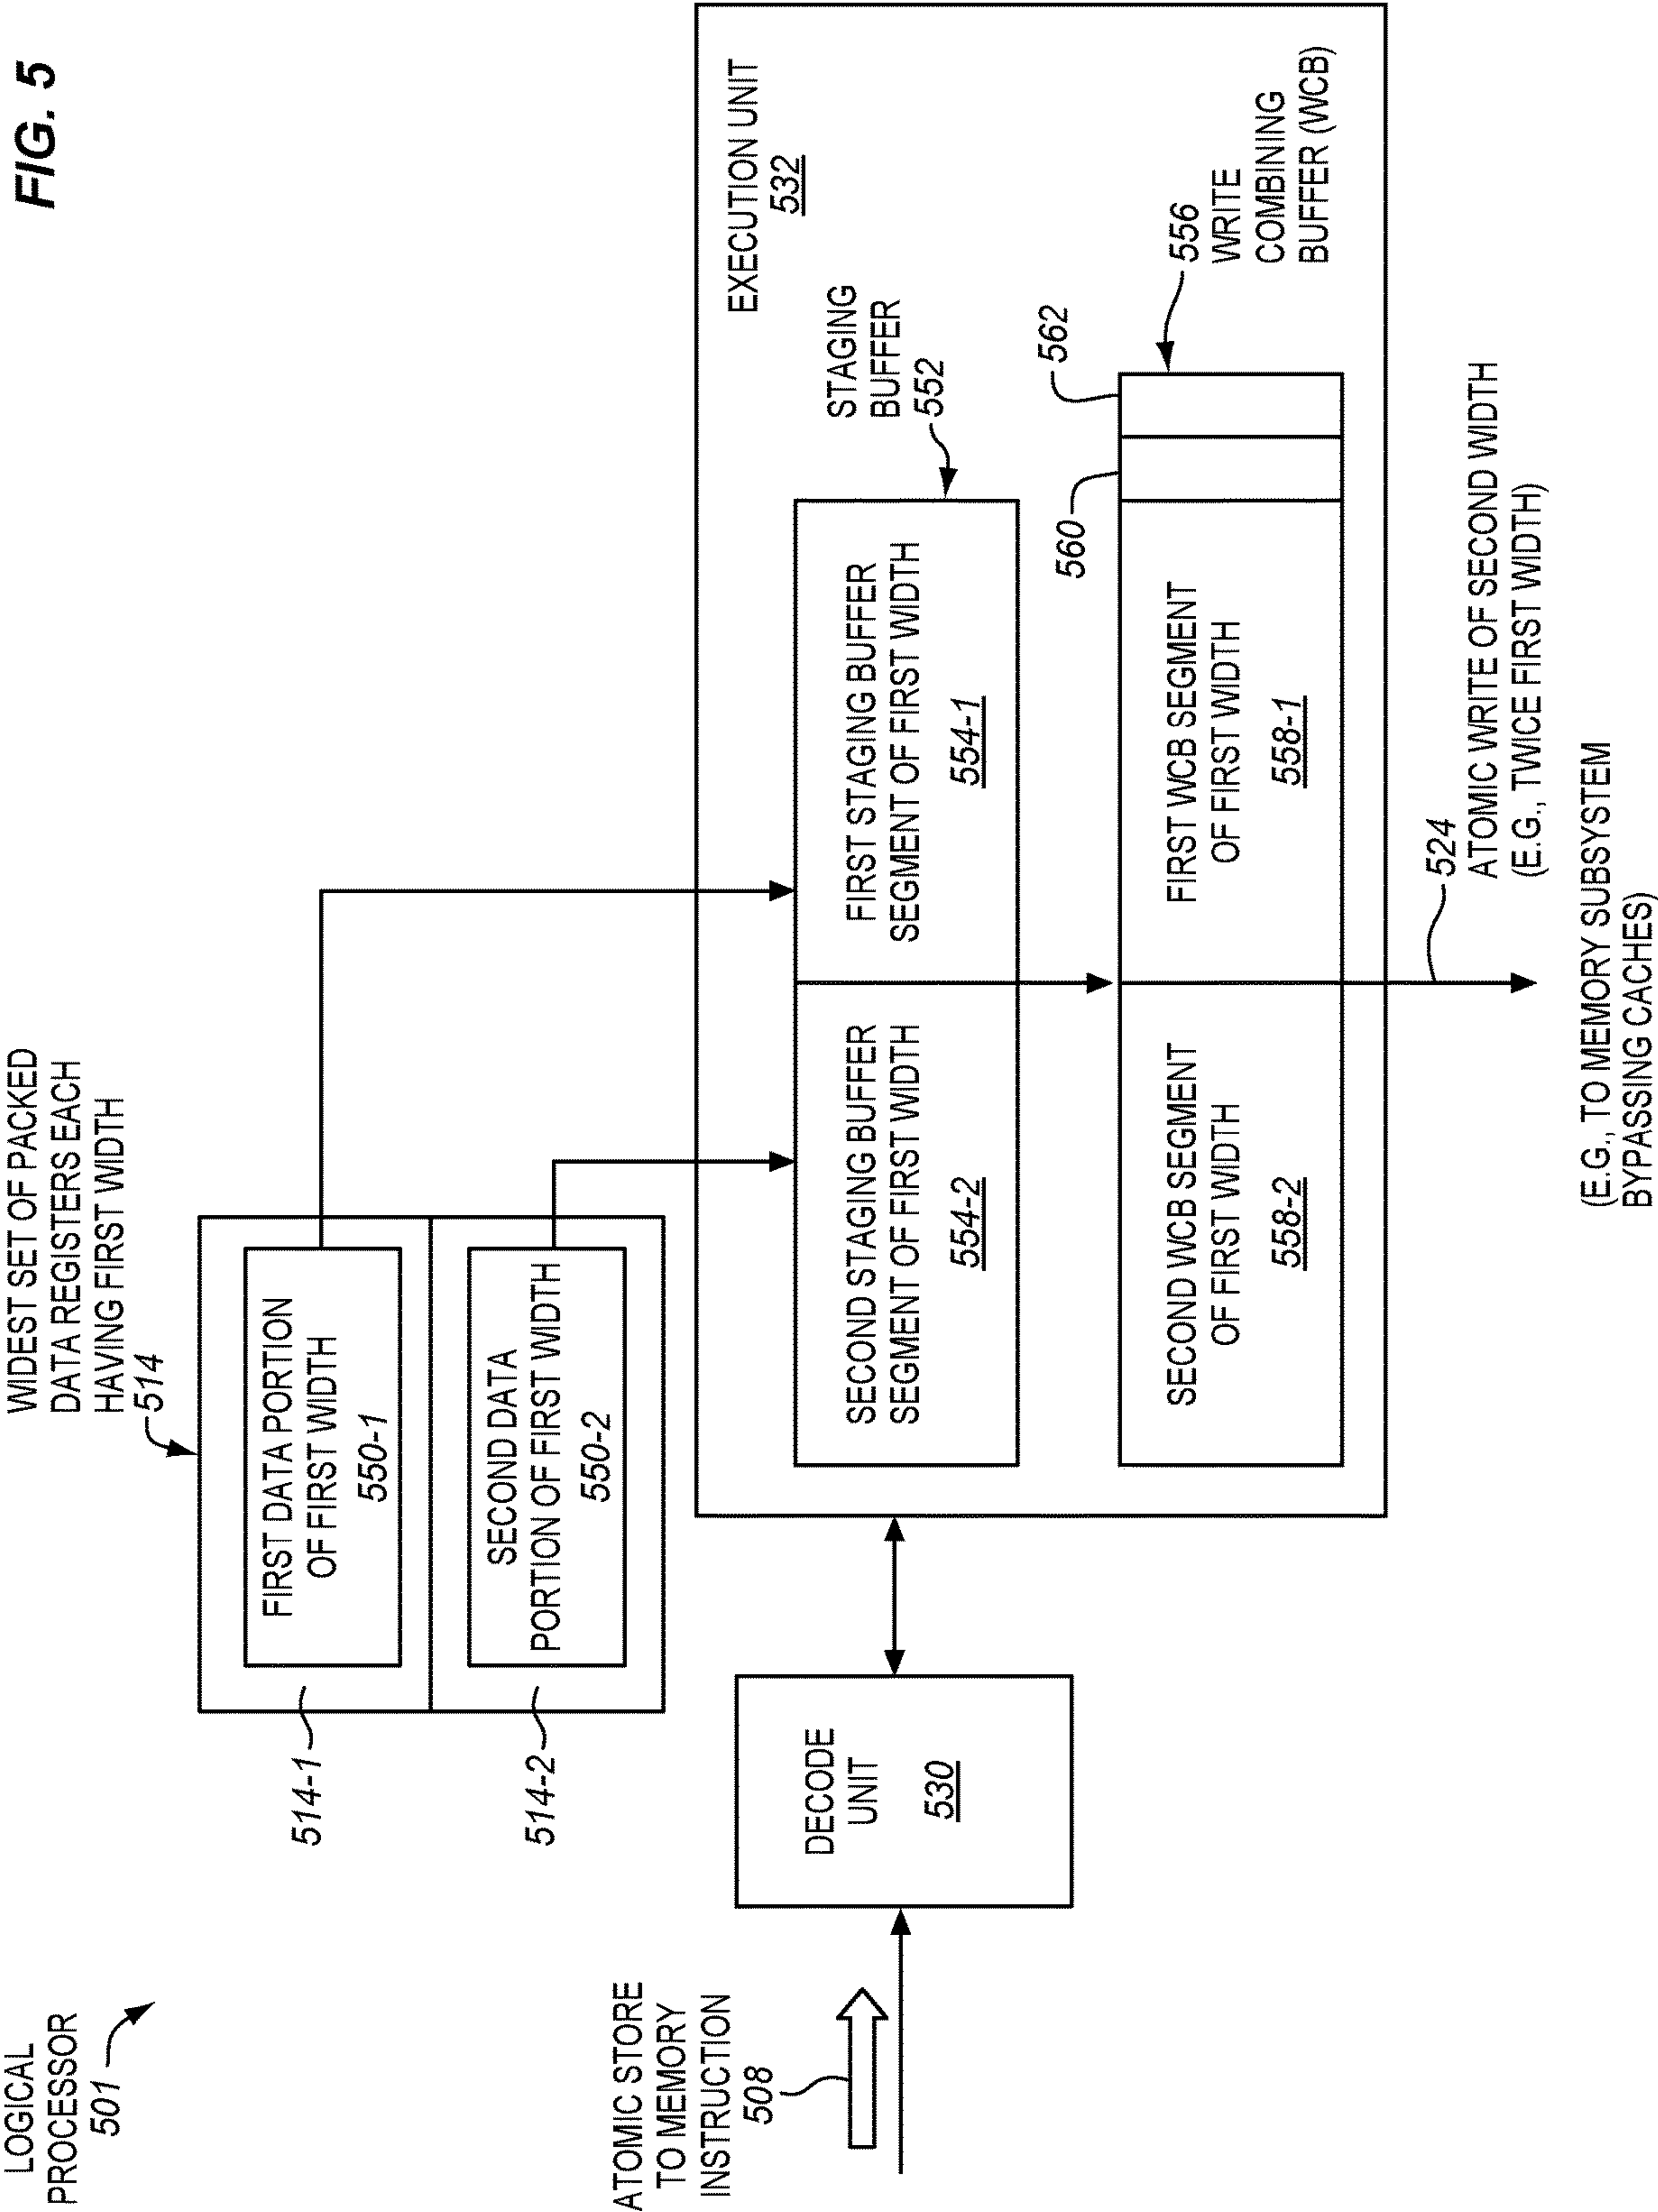 FIG. 5
LOGICAL
PROCESSOR
501
WIDEST SET OF PACKED
DATA REGISTERS EACH
HAVING FIRST WIDTH
514
FIRST DATA PORTION
OF FIRST WIDTH
550-1
514-1
SECOND DATA
PORTION OF FIRST WIDTH
550-2
514-2
ATOMIC STORE
TO MEMORY
INSTRUCTION
508
DECODE
UNIT
530
EXECUTION UNIT
532
STAGING
BUFFER
552
SECOND STAGING BUFFER
SEGMENT OF FIRST WIDTH
554-2
FIRST STAGING BUFFER
SEGMENT OF FIRST WIDTH
554-1
556
WRITE
COMBINING
BUFFER (WCB)
560
562
SECOND WCB SEGMENT
OF FIRST WIDTH
558-2
FIRST WCB SEGMENT
OF FIRST WIDTH
558-1
524
ATOMIC WRITE OF SECOND WIDTH
(E.G., TWICE FIRST WIDTH)
(E.G., TO MEMORY SUBSYSTEM
BYPASSING CACHES)